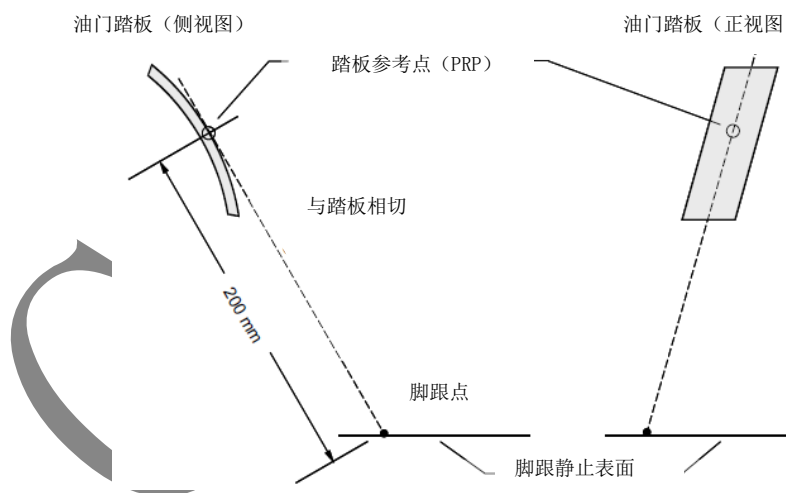 油门踏板（侧视图）
油门踏板（正视图
踏板参考点（PRP）
与踏板相切
200 mm
脚跟点
脚跟静止表面